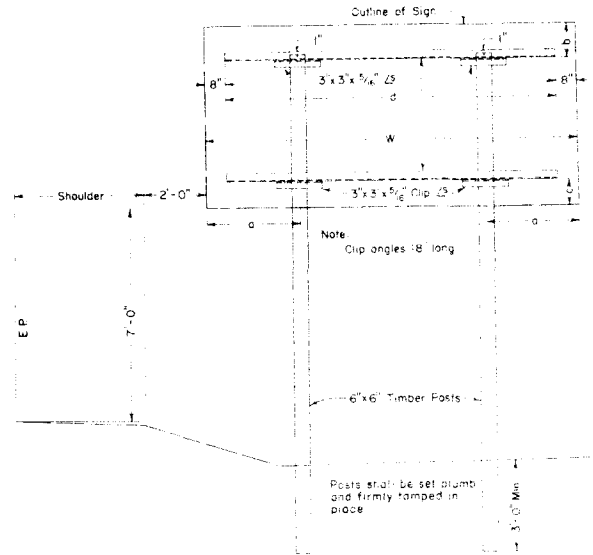 Outline of Sign
1"
1"
b
3"x3"x5/16" ∠s
8"
8"
d
W
3"x3"x5/16" Clip ∠s
c
Shoulder
2'-0"
a
a
Note:
Clip angles 18" long
E.P.
7'-0"
6"x6" Timber Posts
Posts shall be set plumb
and firmly tamped in
place
3'-0" Min.